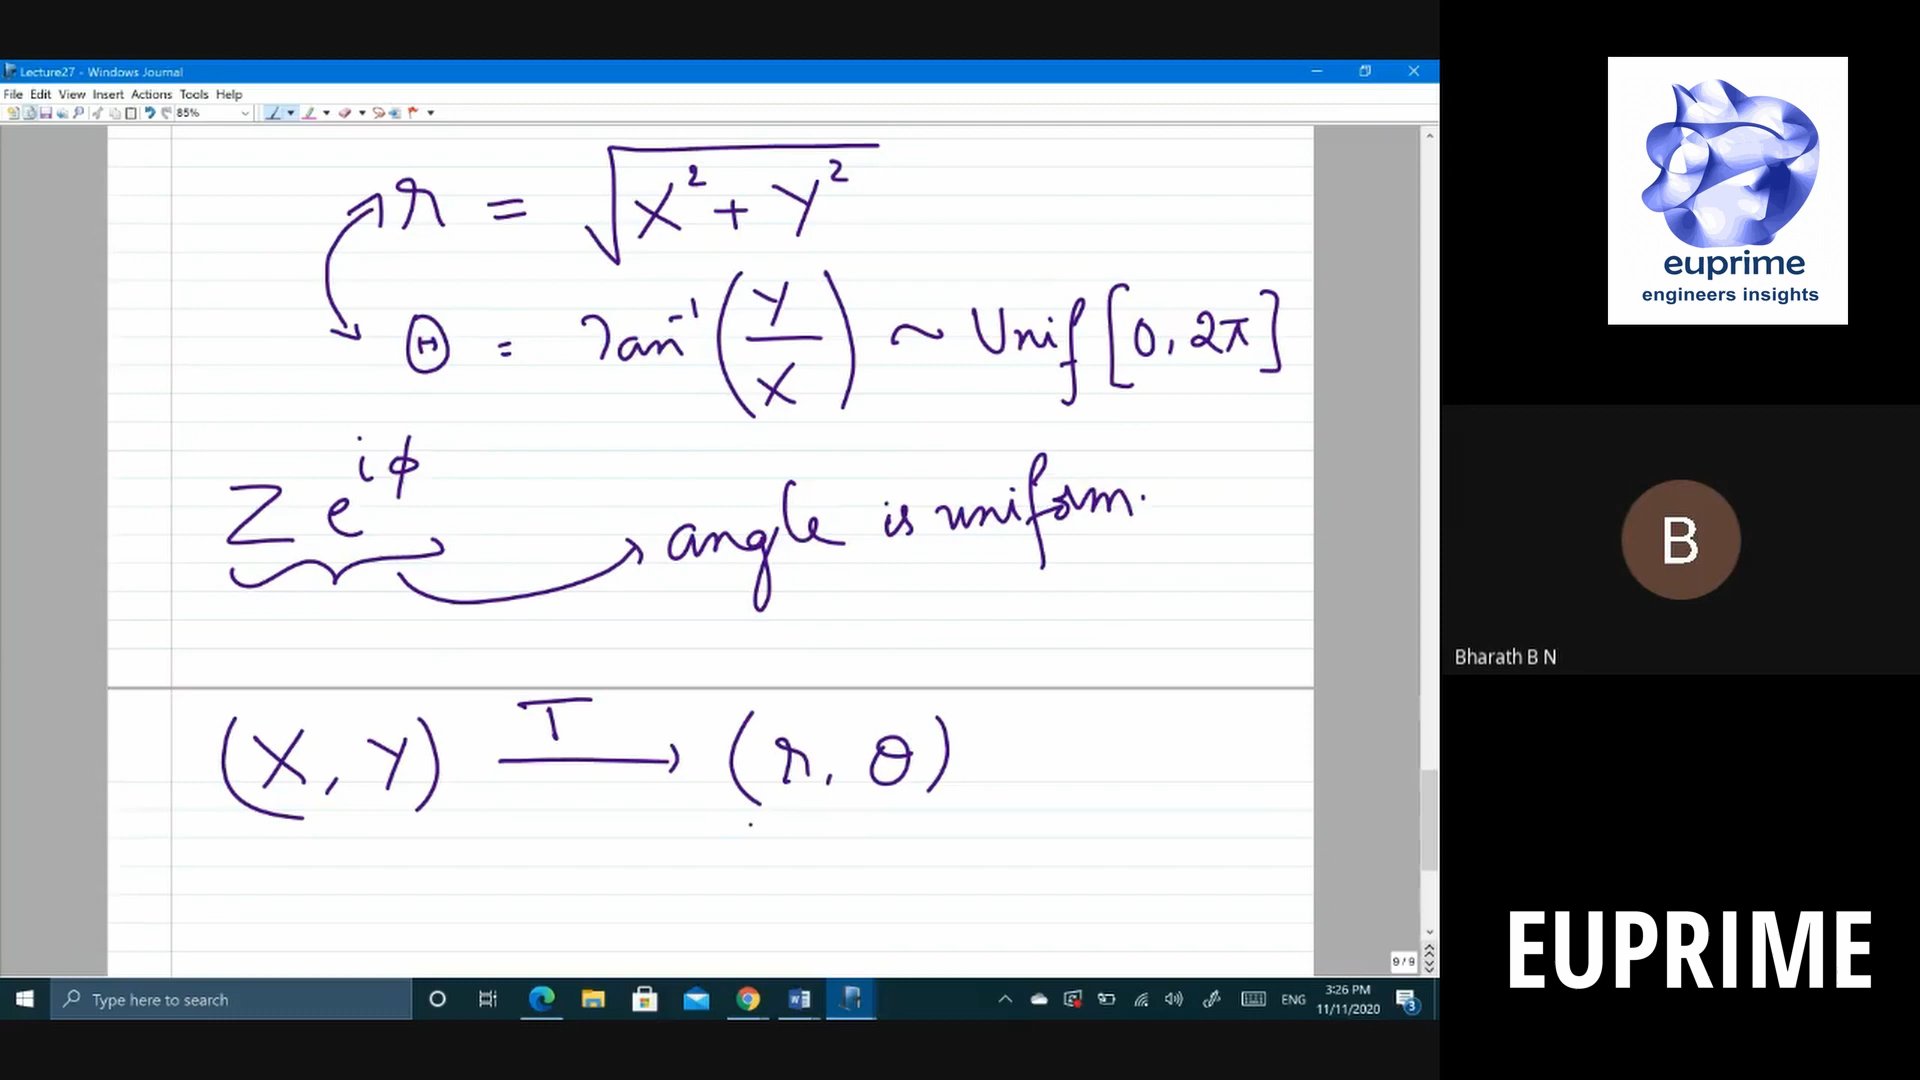 Lecture27 - Windows Journal
File Edit View Insert Actions Tools Help
85%
r = √(X² + Y²)
Θ = Tan⁻¹(Y/X) ~ Unif[0, 2π]
Z e^{iφ} → angle is uniform.
(X, Y) T→ (r, θ)
9 / 9
Type here to search
ENG
3:26 PM
11/11/2020
3
euprime
engineers insights
B
Bharath B N
EUPRIME